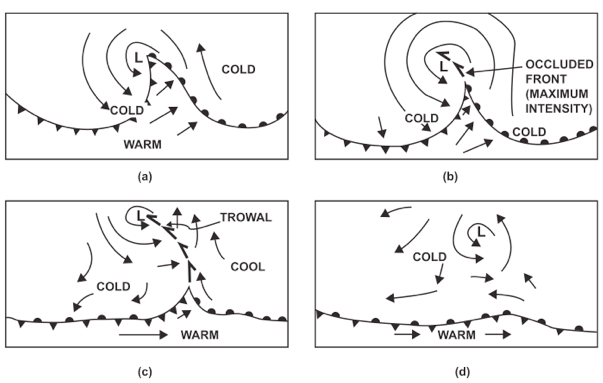 L
COLD
COLD
WARM
(a)
L
OCCLUDED
FRONT
(MAXIMUM
INTENSITY)
COLD
COLD
(b)
L
TROWAL
COOL
COLD
WARM
(c)
L
COLD
WARM
(d)